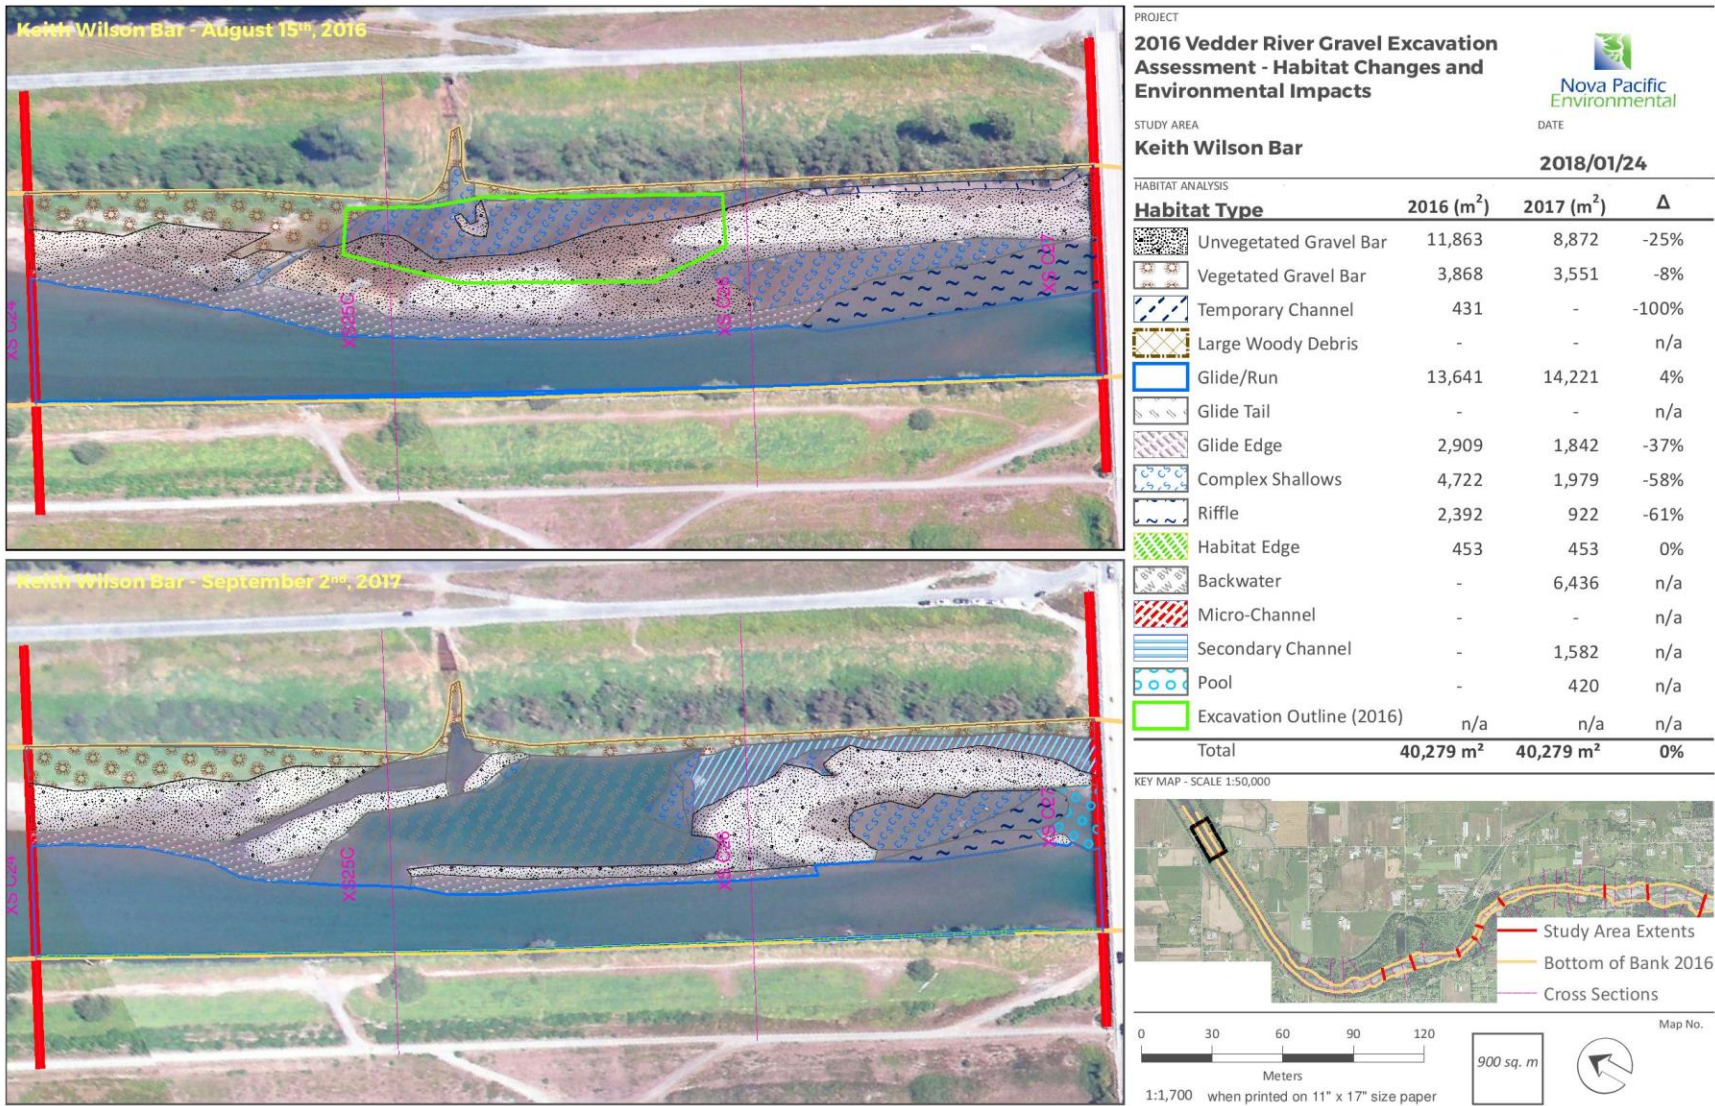 Keith Wilson Bar - August 15th, 2016
XS C24
XS25C
XS C26
XS C27
Keith Wilson Bar - September 2nd, 2017
XS C24
XS25C
XS C26
XS C27
PROJECT
2016 Vedder River Gravel Excavation
Assessment - Habitat Changes and
Environmental Impacts
Nova Pacific
Environmental
STUDY AREA
Keith Wilson Bar
DATE
2018/01/24
HABITAT ANALYSIS
Habitat Type 2016 (m²) 2017 (m²) Δ
Unvegetated Gravel Bar 11,863 8,872 -25%
Vegetated Gravel Bar 3,868 3,551 -8%
Temporary Channel 431 - -100%
Large Woody Debris - - n/a
Glide/Run 13,641 14,221 4%
Glide Tail - - n/a
Glide Edge 2,909 1,842 -37%
Complex Shallows 4,722 1,979 -58%
Riffle 2,392 922 -61%
Habitat Edge 453 453 0%
Backwater - 6,436 n/a
Micro-Channel - - n/a
Secondary Channel - 1,582 n/a
Pool - 420 n/a
Excavation Outline (2016) n/a n/a n/a
Total 40,279 m² 40,279 m² 0%
KEY MAP - SCALE 1:50,000
Study Area Extents
Bottom of Bank 2016
Cross Sections
Map No.
0 30 60 90 120
Meters
1:1,700 when printed on 11" x 17" size paper
900 sq. m